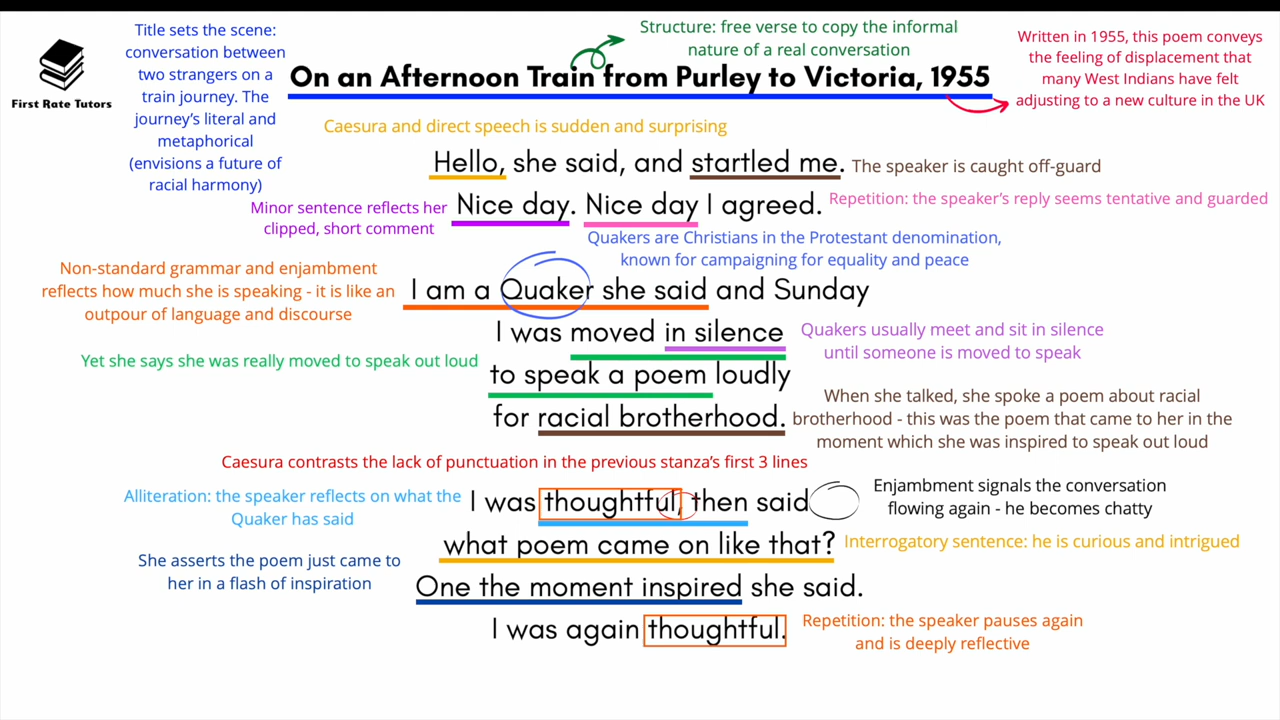 First Rate Tutors
Title sets the scene:
conversation between
two strangers on a
train journey. The
journey's literal and
metaphorical
(envisions a future of
racial harmony)
Structure: free verse to copy the informal
nature of a real conversation
On an Afternoon Train from Purley to Victoria, 1955
Written in 1955, this poem conveys
the feeling of displacement that
many West Indians have felt
adjusting to a new culture in the UK
Caesura and direct speech is sudden and surprising
Hello, she said, and startled me.
The speaker is caught off-guard
Minor sentence reflects her
clipped, short comment
Nice day. Nice day I agreed.
Repetition: the speaker's reply seems tentative and guarded
Quakers are Christians in the Protestant denomination,
known for campaigning for equality and peace
Non-standard grammar and enjambment
reflects how much she is speaking - it is like an
outpour of language and discourse
I am a Quaker she said and Sunday
I was moved in silence
Quakers usually meet and sit in silence
until someone is moved to speak
Yet she says she was really moved to speak out loud
to speak a poem loudly
for racial brotherhood.
When she talked, she spoke a poem about racial
brotherhood - this was the poem that came to her in the
moment which she was inspired to speak out loud
Caesura contrasts the lack of punctuation in the previous stanza's first 3 lines
Alliteration: the speaker reflects on what the
Quaker has said
I was thoughtful, then said
Enjambment signals the conversation
flowing again - he becomes chatty
what poem came on like that?
Interrogatory sentence: he is curious and intrigued
She asserts the poem just came to
her in a flash of inspiration
One the moment inspired she said.
I was again thoughtful.
Repetition: the speaker pauses again
and is deeply reflective